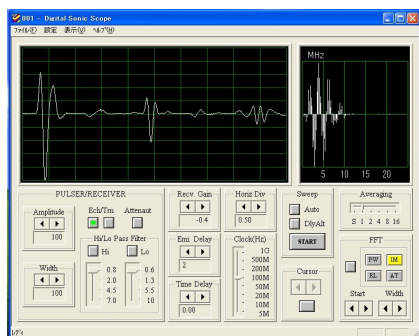 001 - Digital Sonic Scope
ファイル(F) 設定 表示(V) ヘルプ(H)
MHz
5 10 15 20
PULSER/RECEIVER
Amplitude
100
Width
100
Ech/Trn
Attenuat
Hi/Lo Pass Filter
Hi
Lo
0.8
2.0
4.5
7.0
0.6
1.3
5.5
10
Recv. Gain
-0.4
Emi. Delay
2
Time Delay
0.00
Horiz Div
0.50
Clock(Hz)
1G
500M
200M
100M
50M
20M
10M
5M
Sweep
Auto
DlyAlt
START
Cursor
Averaging
S 1 2 4 8 16
FFT
PW
IM
RL
AT
Start
Width
レディ